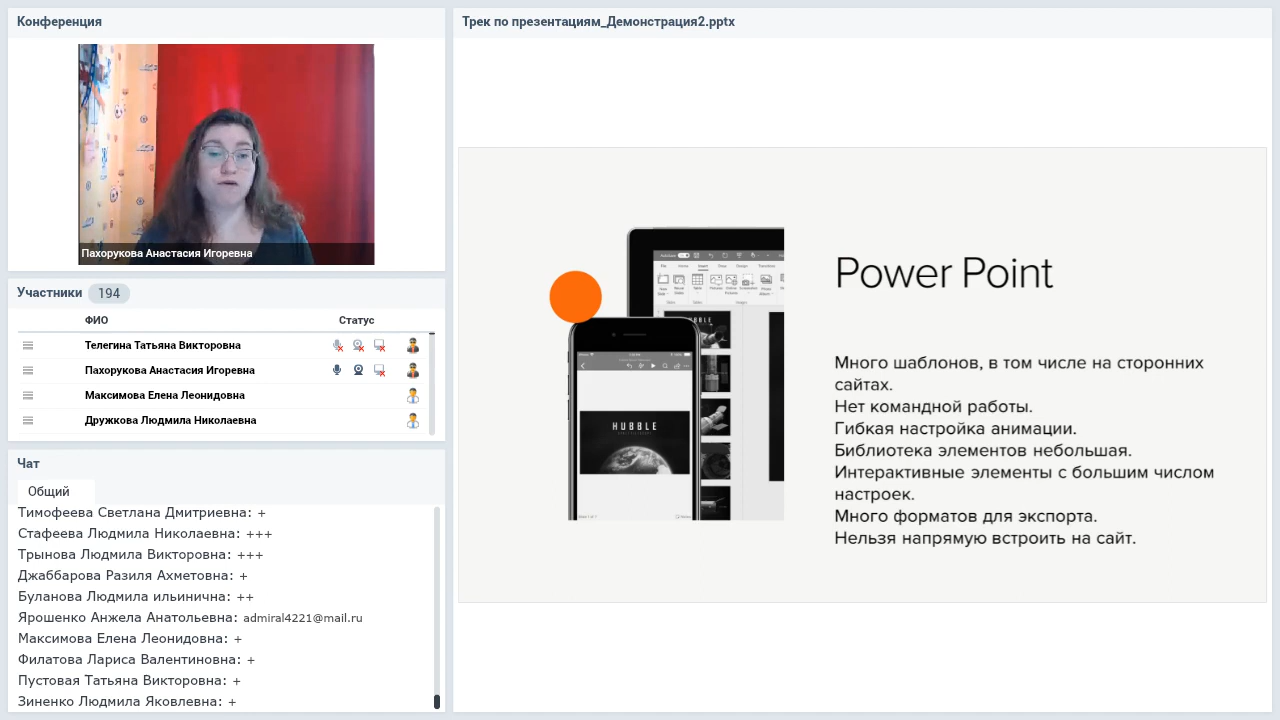 Конференция
Пахорукова Анастасия Игоревна
Участники 194
ФИО Статус
Телегина Татьяна Викторовна
Пахорукова Анастасия Игоревна
Максимова Елена Леонидовна
Дружкова Людмила Николаевна
Чат
Общий
Тимофеева Светлана Дмитриевна: +
Стафеева Людмила Николаевна: +++
Трынова Людмила Викторовна: +++
Джаббарова Разиля Ахметовна: +
Буланова Людмила ильинична: ++
Ярошенко Анжела Анатольевна: admiral4221@mail.ru
Максимова Елена Леонидовна: +
Филатова Лариса Валентиновна: +
Пустовая Татьяна Викторовна: +
Зиненко Людмила Яковлевна: +
Трек по презентациям_Демонстрация2.pptx
HUBBLE
HUBBLE
Power Point
Много шаблонов, в том числе на сторонних
сайтах.
Нет командной работы.
Гибкая настройка анимации.
Библиотека элементов небольшая.
Интерактивные элементы с большим числом
настроек.
Много форматов для экспорта.
Нельзя напрямую встроить на сайт.